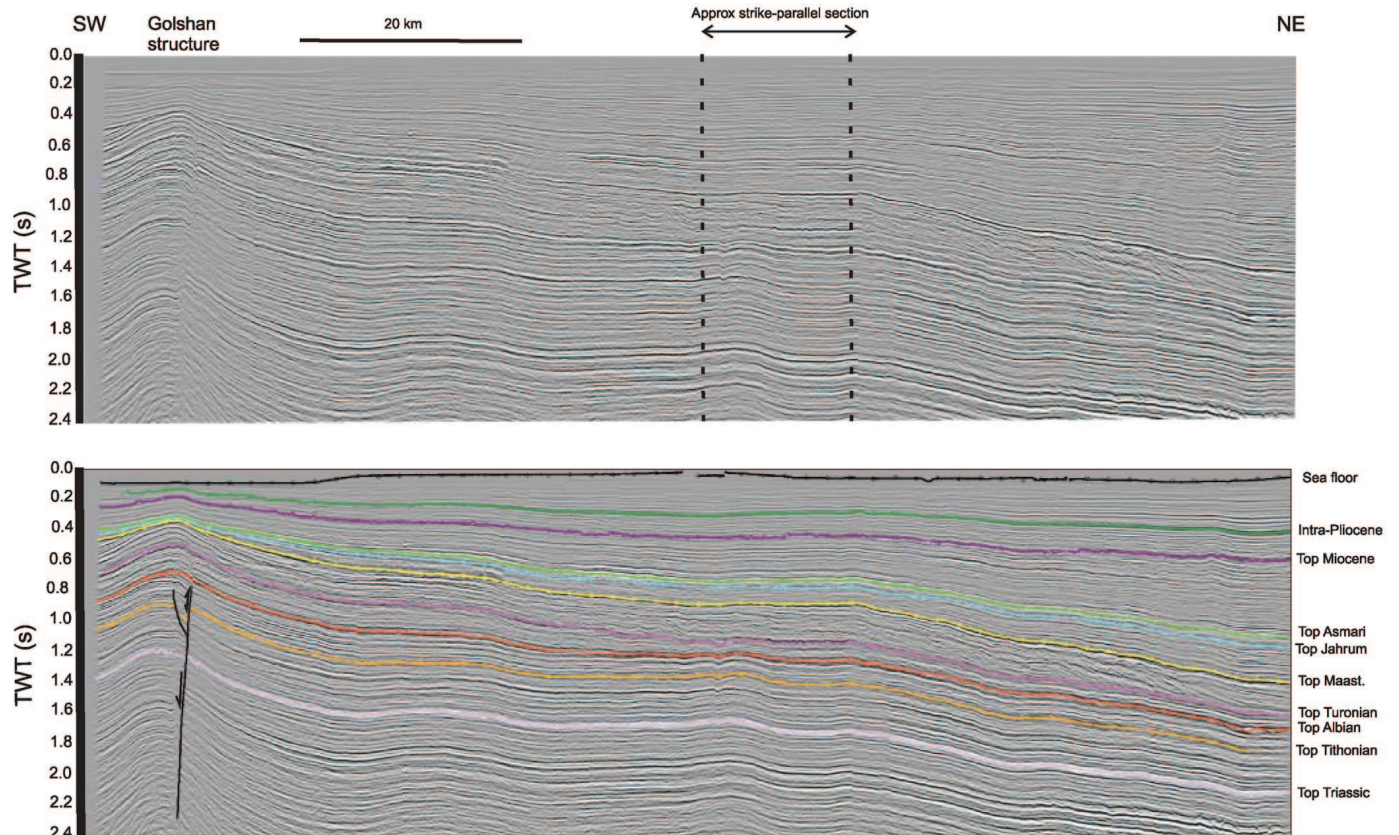 SW
Golshan
structure
20 km
Approx strike-parallel section
NE
TWT (s)
0.0
0.2
0.4
0.6
0.8
1.0
1.2
1.4
1.6
1.8
2.0
2.2
2.4
TWT (s)
0.0
0.2
0.4
0.6
0.8
1.0
1.2
1.4
1.6
1.8
2.0
2.2
2.4
Sea floor
Intra-Pliocene
Top Miocene
Top Asmari
Top Jahrum
Top Maast.
Top Turonian
Top Albian
Top Tithonian
Top Triassic